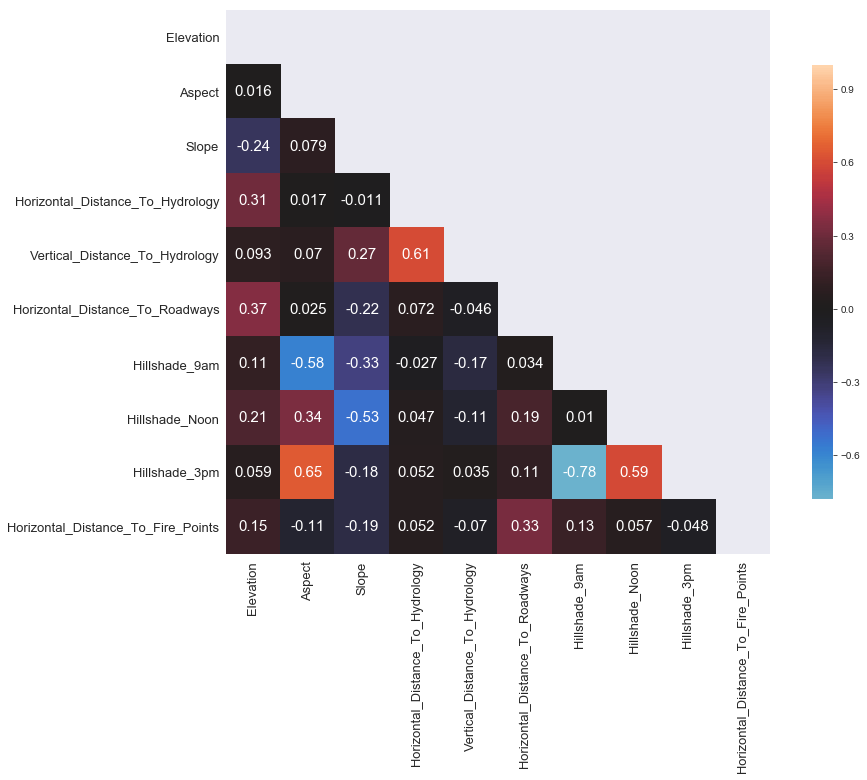 Elevation
Aspect 0.016
Slope -0.24 0.079
Horizontal_Distance_To_Hydrology 0.31 0.017 -0.011
Vertical_Distance_To_Hydrology 0.093 0.07 0.27 0.61
Horizontal_Distance_To_Roadways 0.37 0.025 -0.22 0.072 -0.046
Hillshade_9am 0.11 -0.58 -0.33 -0.027 -0.17 0.034
Hillshade_Noon 0.21 0.34 -0.53 0.047 -0.11 0.19 0.01
Hillshade_3pm 0.059 0.65 -0.18 0.052 0.035 0.11 -0.78 0.59
Horizontal_Distance_To_Fire_Points 0.15 -0.11 -0.19 0.052 -0.07 0.33 0.13 0.057 -0.048
Elevation
Aspect
Slope
Horizontal_Distance_To_Hydrology
Vertical_Distance_To_Hydrology
Horizontal_Distance_To_Roadways
Hillshade_9am
Hillshade_Noon
Hillshade_3pm
Horizontal_Distance_To_Fire_Points
0.9
0.6
0.3
0.0
−0.3
−0.6